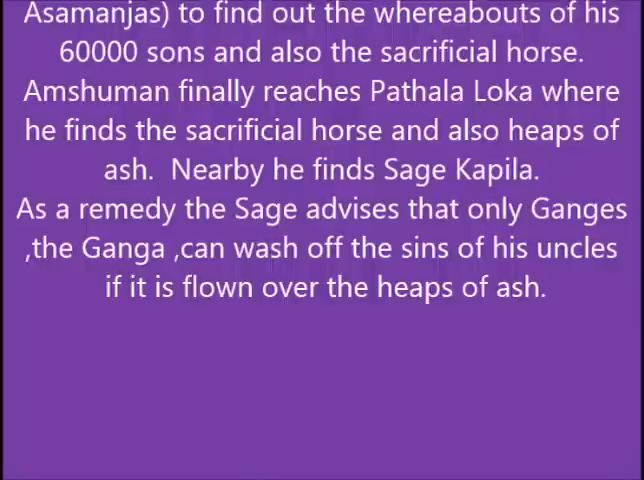 Asamanjas) to find out the whereabouts of his
60000 sons and also the sacrificial horse.
Amshuman finally reaches Pathala Loka where
he finds the sacrificial horse and also heaps of
ash.  Nearby he finds Sage Kapila.
As a remedy the Sage advises that only Ganges
,the Ganga ,can wash off the sins of his uncles
if it is flown over the heaps of ash.